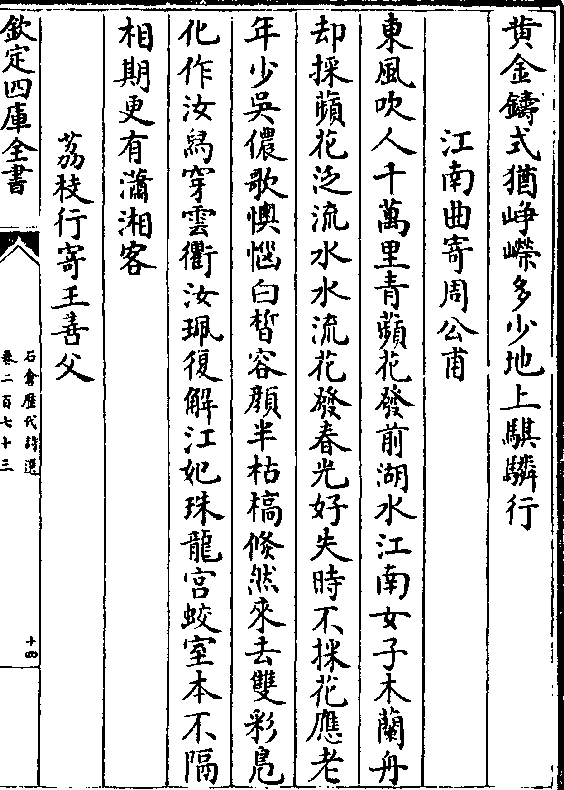 黄金鑄式猶崢嶸多少地上騏驎行
江南曲寄周公甫
東風吹人千萬里青蘋花發前湖水江南女子木蘭舟
却採蘋花泛流水水流花發春光好失時不採花應老
年少吳儂歌懊惱白皙容顔半枯槁倐然來去雙彩鳬
化作汝舄穿雲衢汝珮復解江妃珠龍宫蛟室本不隔
相期更有瀟湘客
荔枝行寄王善父
欽定四庫全書
石倉歷代詩選
卷二百七十三
十四